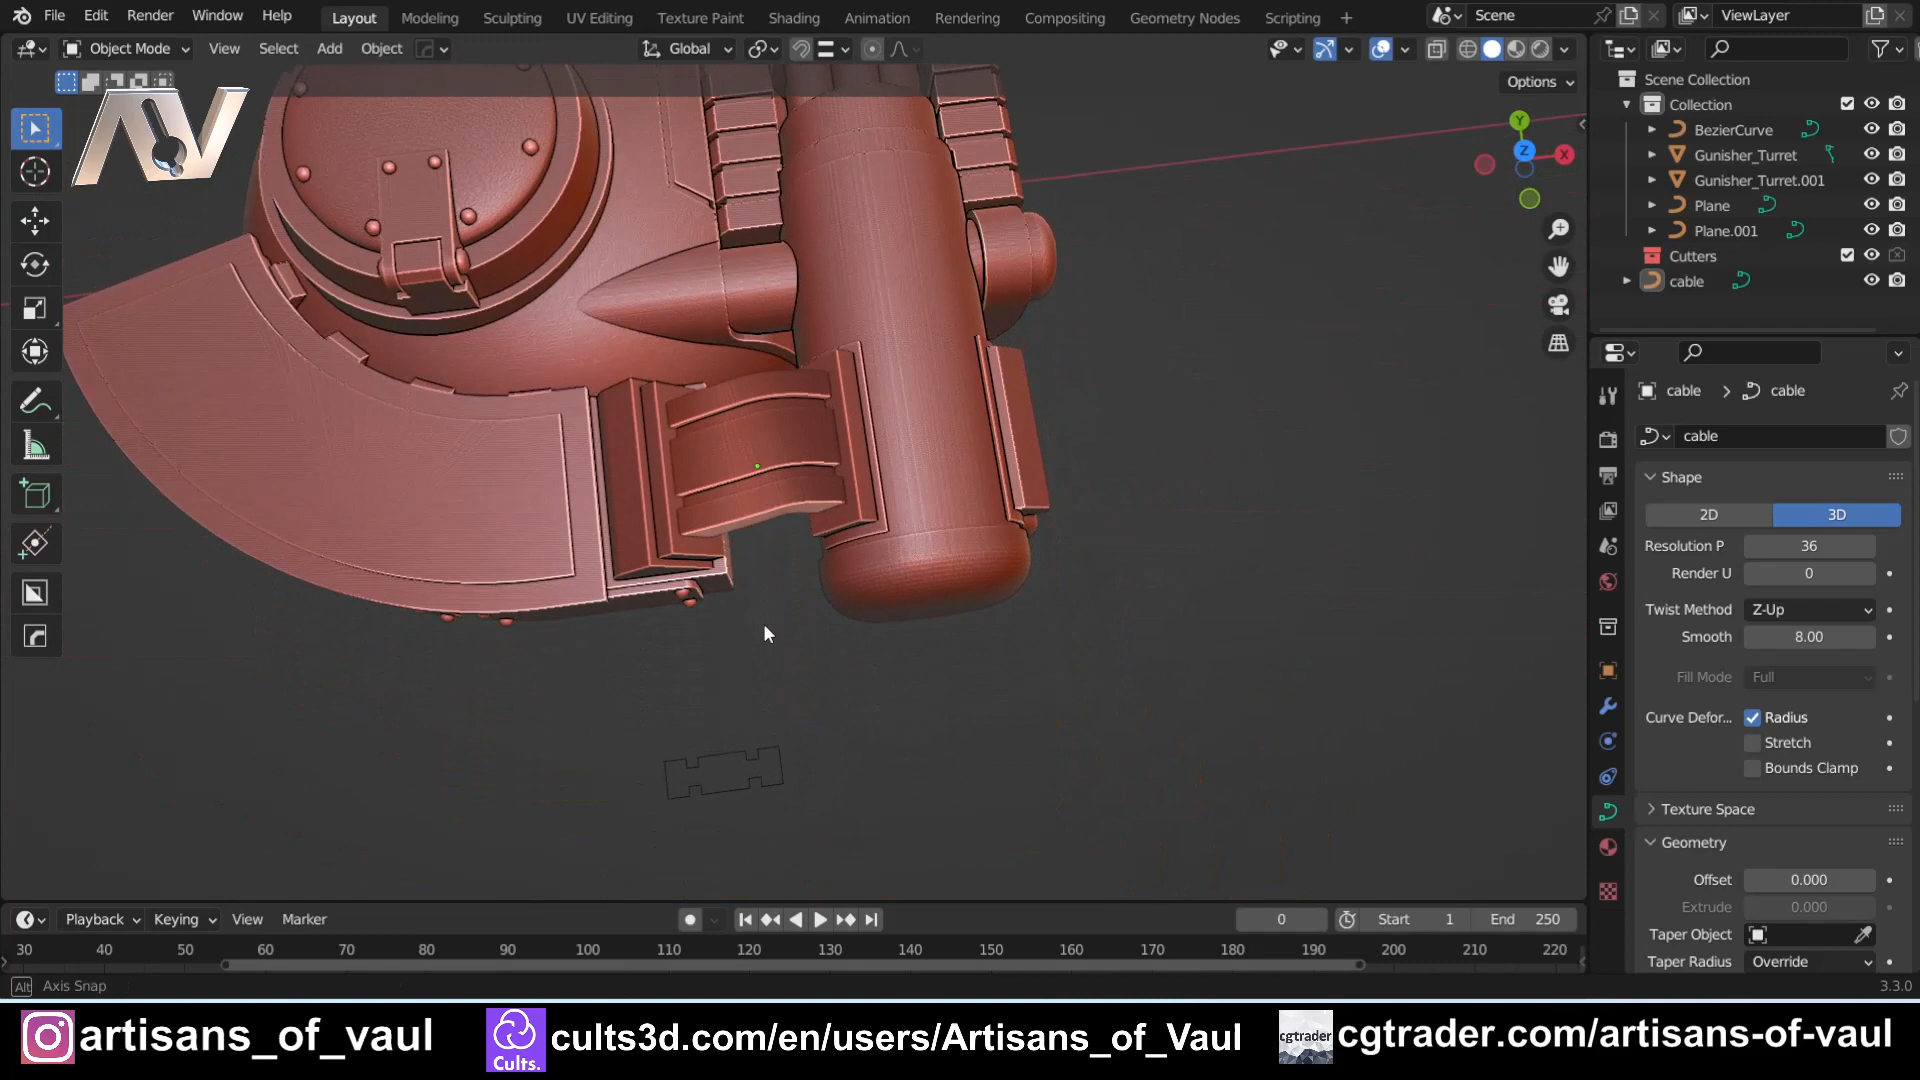 File Edit Render Window Help Layout Modeling Sculpting UV Editing Texture Paint Shading Animation Rendering Compositing Geometry Nodes Scripting + Scene ViewLayer
Object Mode View Select Add Object Global
Options
AV
Scene Collection
Collection
BezierCurve
Gunisher_Turret
Gunisher_Turret.001
Plane
Plane.001
Cutters
cable
Y
Z
X
cable > cable
cable
Shape
2D 3D
Resolution P 36
Render U 0
Twist Method Z-Up
Smooth 8.00
Fill Mode Full
Curve Defor... Radius
Stretch
Bounds Clamp
Texture Space
Geometry
Offset 0.000
Extrude 0.000
Taper Object
Taper Radius Override
Playback Keying View Marker 0 Start 1 End 250
30 40 50 60 70 80 90 100 110 120 130 140 150 160 170 180 190 200 210 220
Alt Axis Snap 3.3.0
artisans_of_vaul Cults. cults3d.com/en/users/Artisans_of_Vaul cgtrader cgtrader.com/artisans-of-vaul